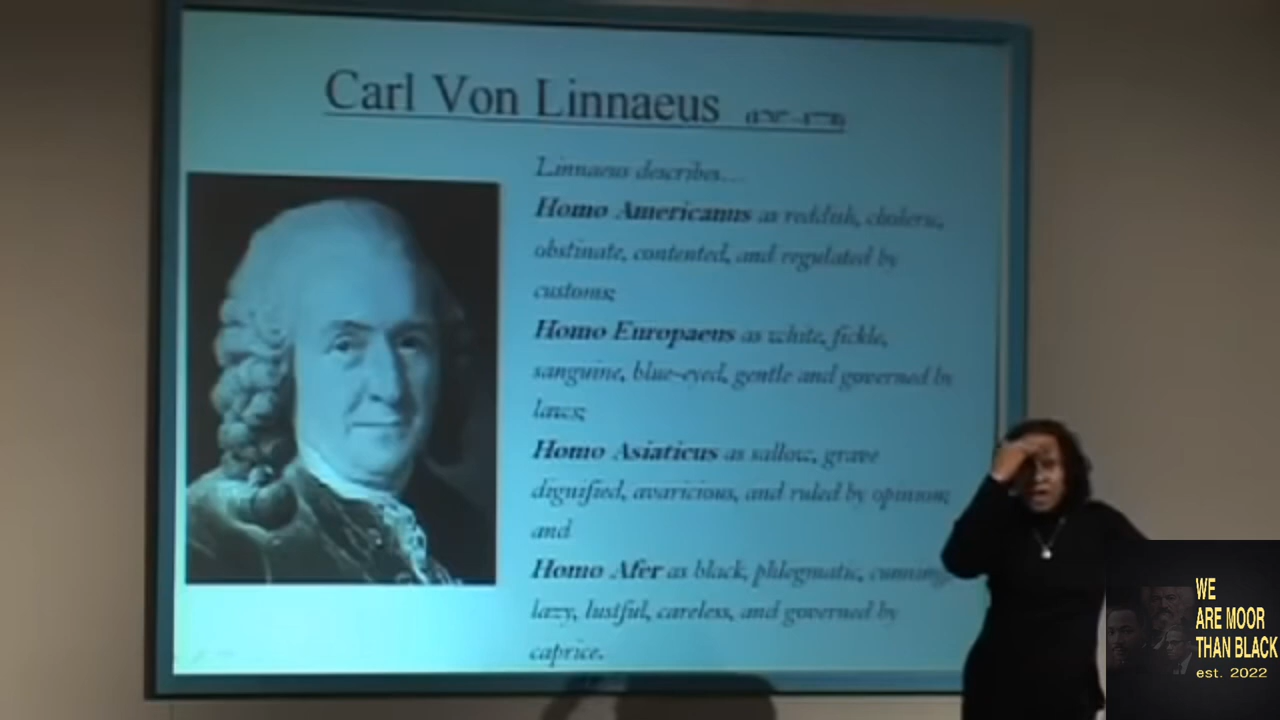 Carl Von Linnaeus (1707–1778)
Linnaeus describes…
Homo Americanus as reddish, choleric,
obstinate, contented, and regulated by
customs;
Homo Europaeus as white, fickle,
sanguine, blue-eyed, gentle and governed by
laws;
Homo Asiaticus as sallow, grave
dignified, avaricious, and ruled by opinion;
and
Homo Afer as black, phlegmatic, cunning,
lazy, lustful, careless, and governed by
caprice.
WE
ARE MOOR
THAN BLACK
est. 2022